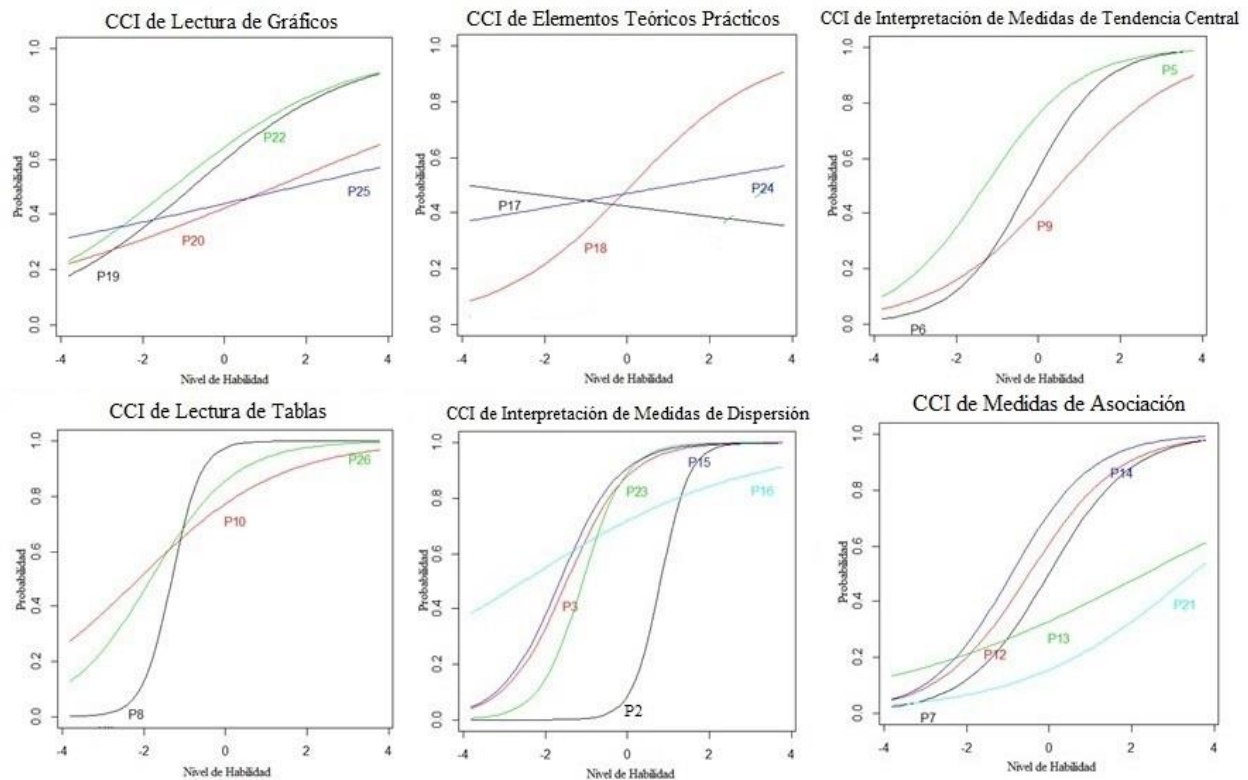 CCI de Lectura de Gráficos
Probabilidad
1.0
0.8
0.6
0.4
0.2
0.0
P22
P25
P20
P19
-4
-2
0
2
4
Nivel de Habilidad
CCI de Elementos Teóricos Prácticos
Probabilidad
1.0
0.8
0.6
0.4
0.2
0.0
P17
P24
P18
-4
-2
0
2
4
Nivel de Habilidad
CCI de Interpretación de Medidas de Tendencia Central
Probabilidad
1.0
0.8
0.6
0.4
0.2
0.0
P5
P9
P6
-4
-2
0
2
4
Nivel de Habilidad
CCI de Lectura de Tablas
Probabilidad
1.0
0.8
0.6
0.4
0.2
0.0
P26
P10
P8
-4
-2
0
2
4
Nivel de Habilidad
CCI de Interpretación de Medidas de Dispersión
Probabilidad
1.0
0.8
0.6
0.4
0.2
0.0
P15
P23
P16
P3
P2
-4
-2
0
2
4
Nivel de Habilidad
CCI de Medidas de Asociación
Probabilidad
1.0
0.8
0.6
0.4
0.2
0.0
P14
P21
P13
P12
P7
-4
-2
0
2
4
Nivel de Habilidad